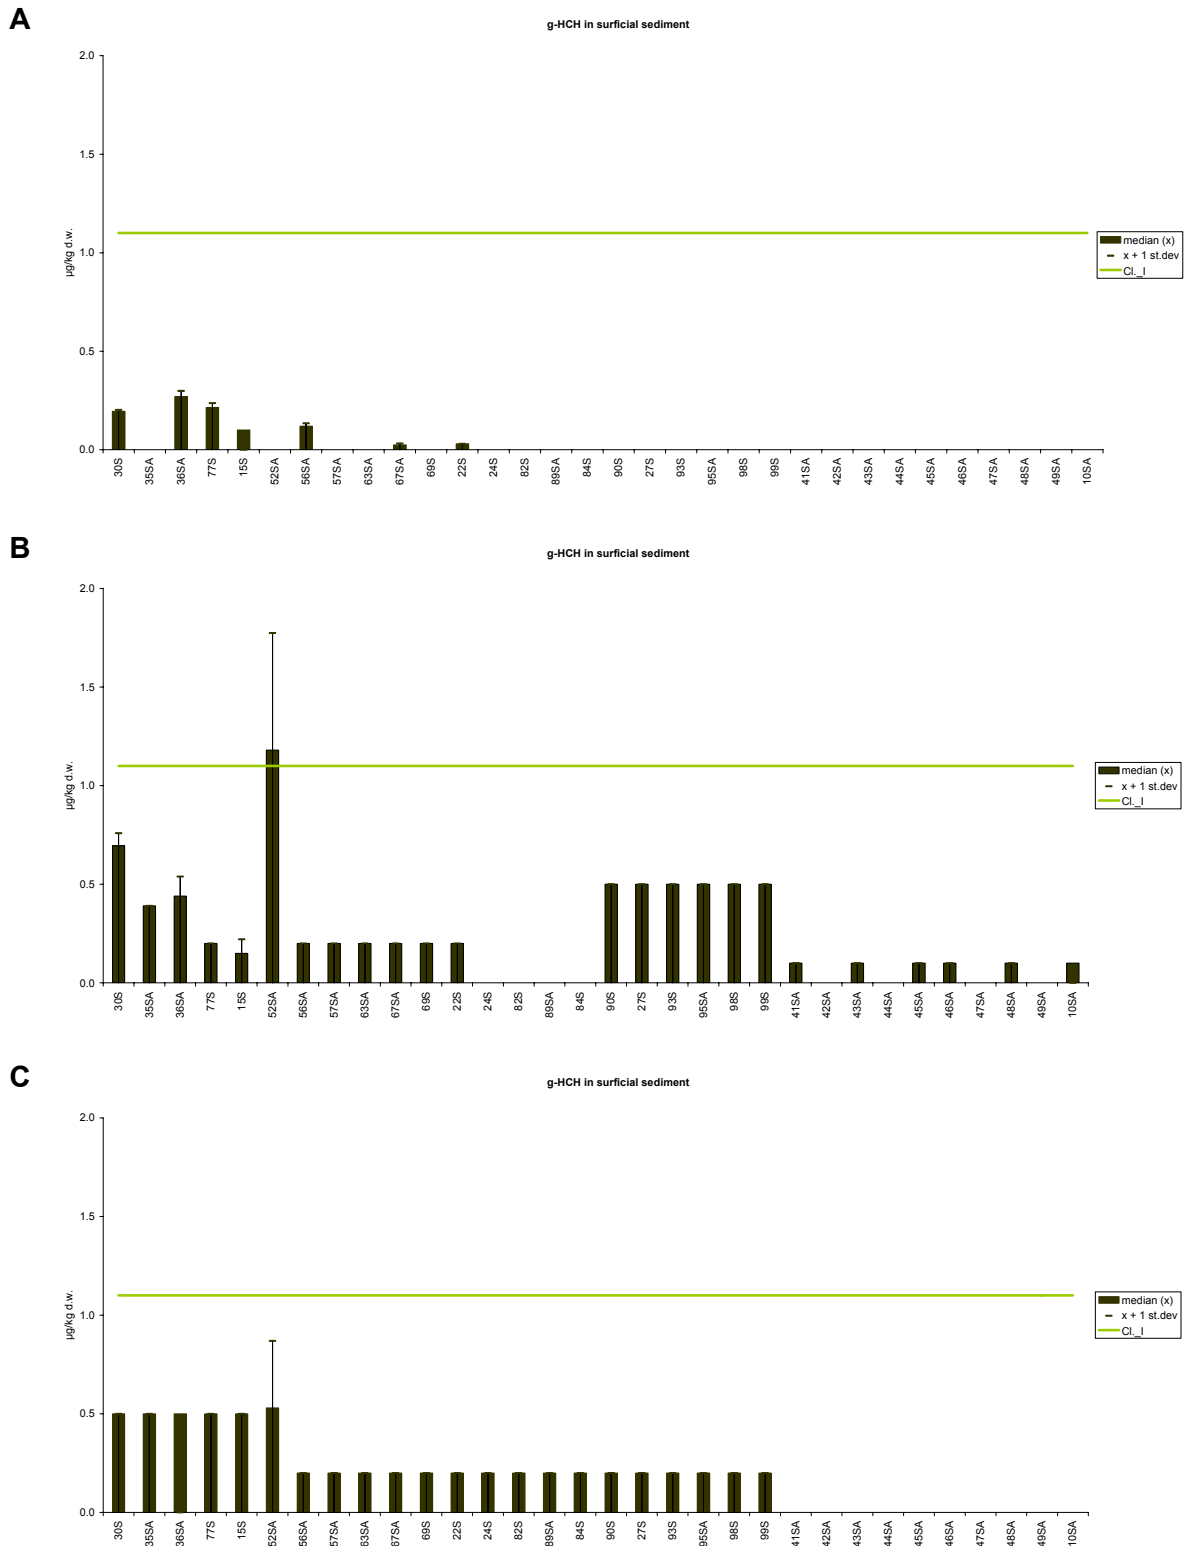 A
g-HCH in surficial sediment
2.0
1.5
1.0
0.5
0.0
µg/kg d.w.
median (x)
x + 1 st.dev
Cl._I
30S 35SA 36SA 77S 15S 52SA 56SA 57SA 63SA 67SA 69S 22S 24S 82S 89SA 84S 90S 27S 93S 95SA 98S 99S 41SA 42SA 43SA 44SA 45SA 46SA 47SA 48SA 49SA 10SA
B
g-HCH in surficial sediment
2.0
1.5
1.0
0.5
0.0
µg/kg d.w.
median (x)
x + 1 st.dev
Cl._I
30S 35SA 36SA 77S 15S 52SA 56SA 57SA 63SA 67SA 69S 22S 24S 82S 89SA 84S 90S 27S 93S 95SA 98S 99S 41SA 42SA 43SA 44SA 45SA 46SA 47SA 48SA 49SA 10SA
C
g-HCH in surficial sediment
2.0
1.5
1.0
0.5
0.0
µg/kg d.w.
median (x)
x + 1 st.dev
Cl._I
30S 35SA 36SA 77S 15S 52SA 56SA 57SA 63SA 67SA 69S 22S 24S 82S 89SA 84S 90S 27S 93S 95SA 98S 99S 41SA 42SA 43SA 44SA 45SA 46SA 47SA 48SA 49SA 10SA